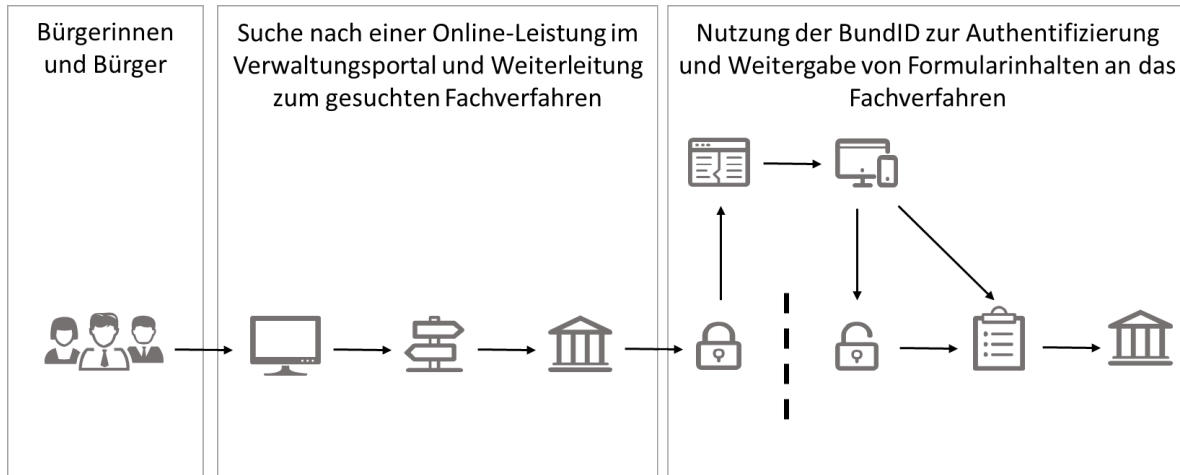 Bürgerinnen
und Bürger
Suche nach einer Online-Leistung im
Verwaltungsportal und Weiterleitung
zum gesuchten Fachverfahren
Nutzung der BundID zur Authentifizierung
und Weitergabe von Formularinhalten an das
Fachverfahren